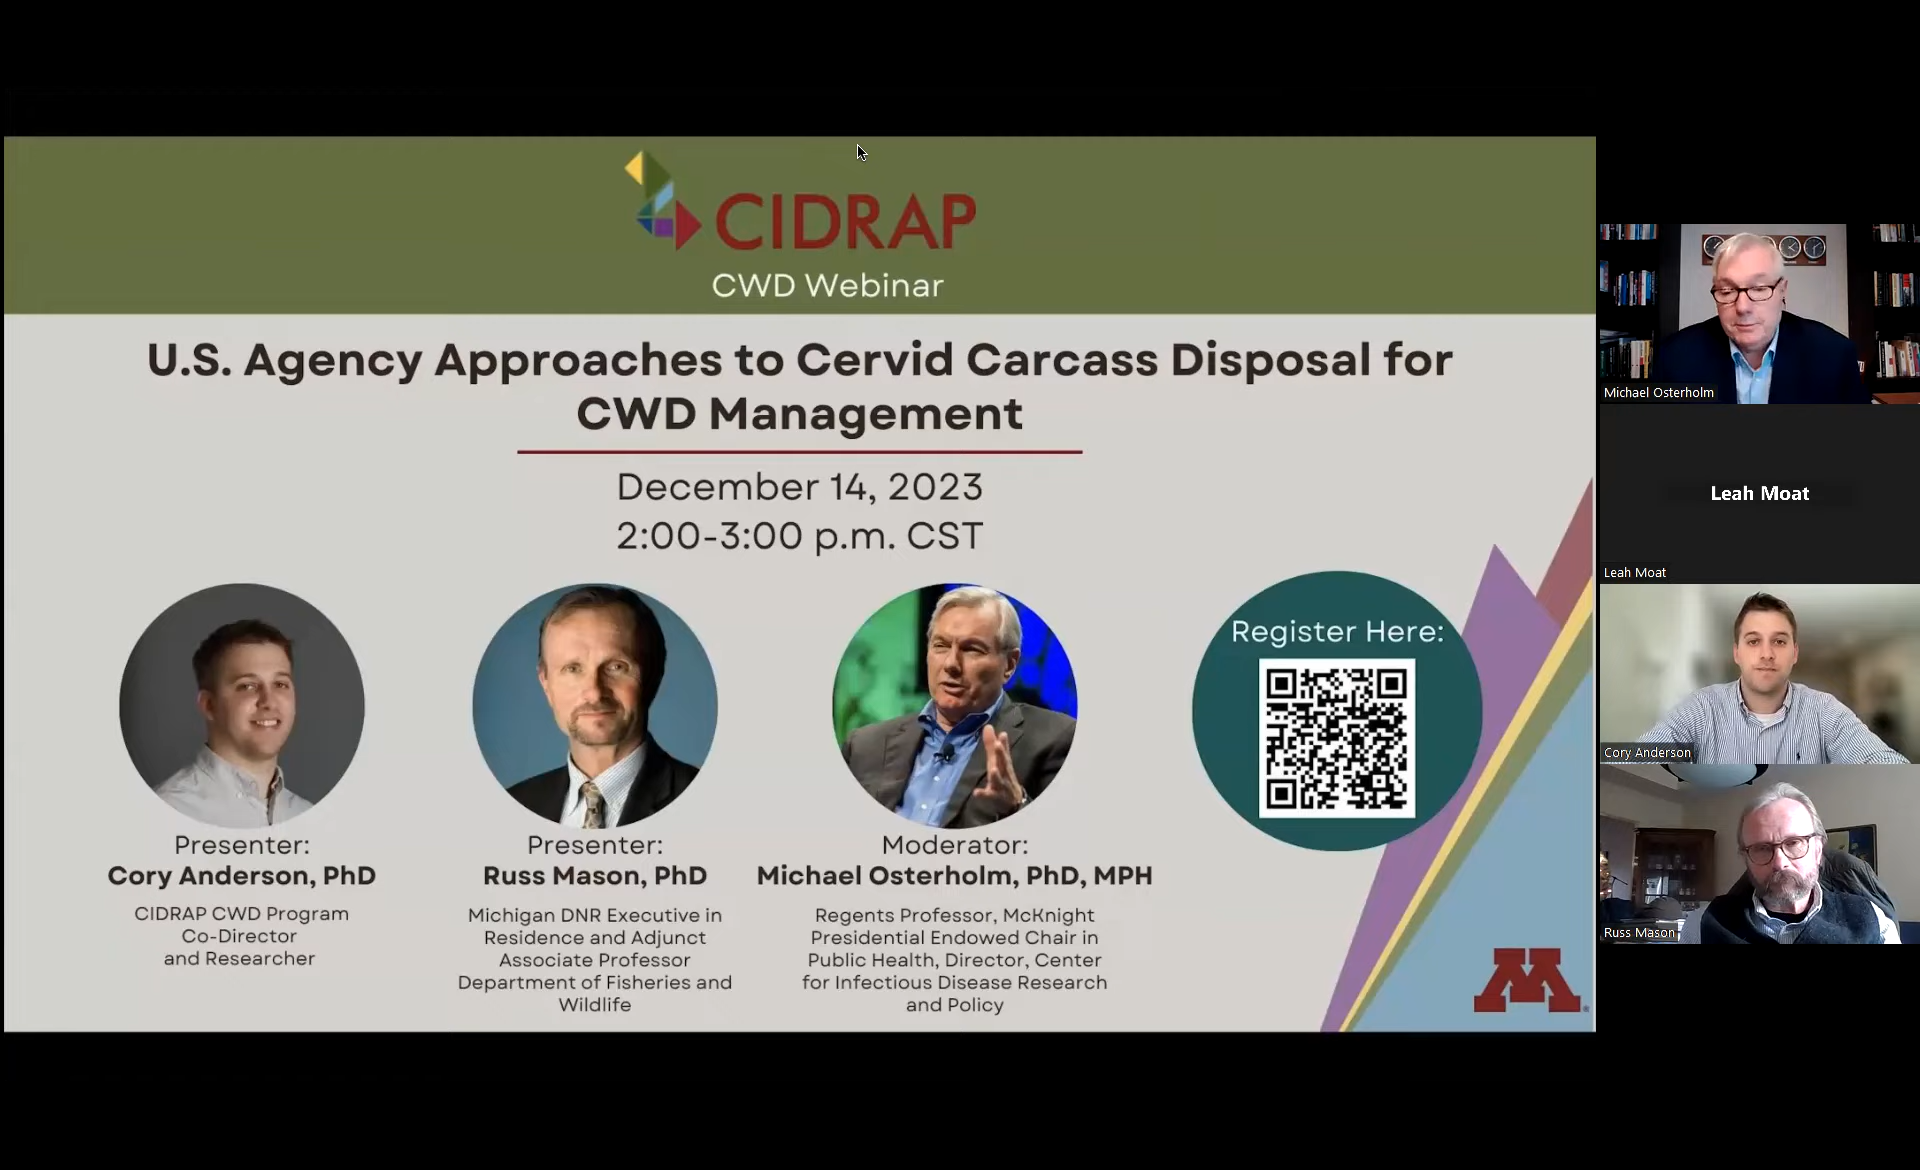 CIDRAP
CWD Webinar
U.S. Agency Approaches to Cervid Carcass Disposal for
CWD Management
December 14, 2023
2:00-3:00 p.m. CST
Presenter:
Cory Anderson, PhD
CIDRAP CWD Program
Co-Director
and Researcher
Presenter:
Russ Mason, PhD
Michigan DNR Executive in
Residence and Adjunct
Associate Professor
Department of Fisheries and
Wildlife
Moderator:
Michael Osterholm, PhD, MPH
Regents Professor, McKnight
Presidential Endowed Chair in
Public Health, Director, Center
for Infectious Disease Research
and Policy
Register Here:
M
Michael Osterholm
Leah Moat
Leah Moat
Cory Anderson
Russ Mason